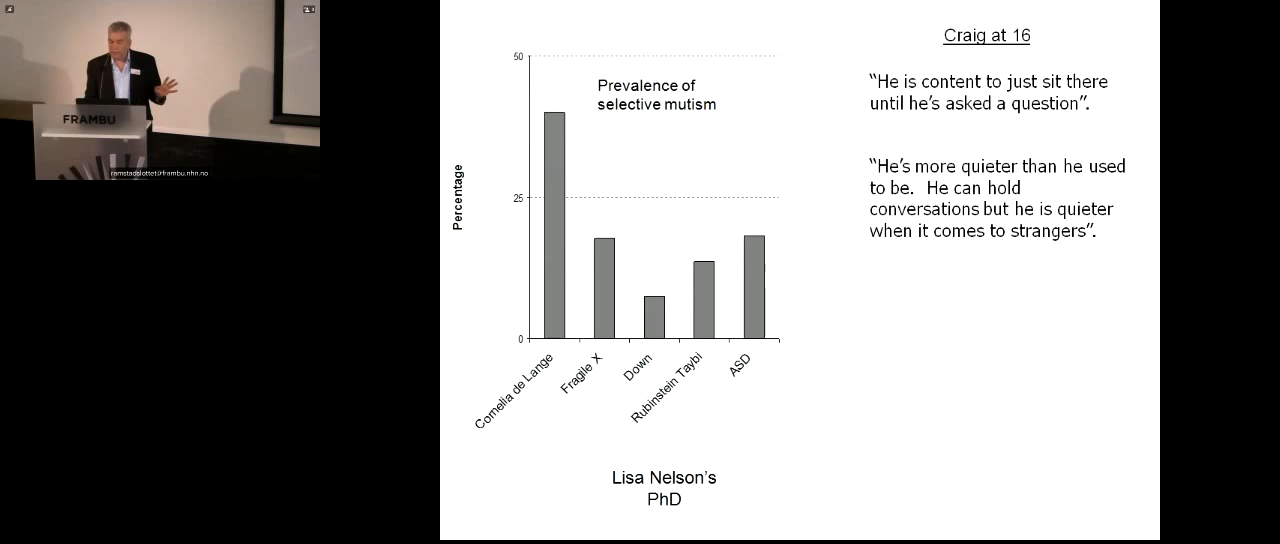 FRAMBU
ramstadslottet@frambu.nhn.no
Prevalence of
selective mutism
Percentage
50
25
0
Cornelia de Lange
Fragile X
Down
Rubinstein Taybi
ASD
Lisa Nelson's
PhD
Craig at 16
“He is content to just sit there
until he’s asked a question”.
“He’s more quieter than he used
to be.  He can hold
conversations but he is quieter
when it comes to strangers”.